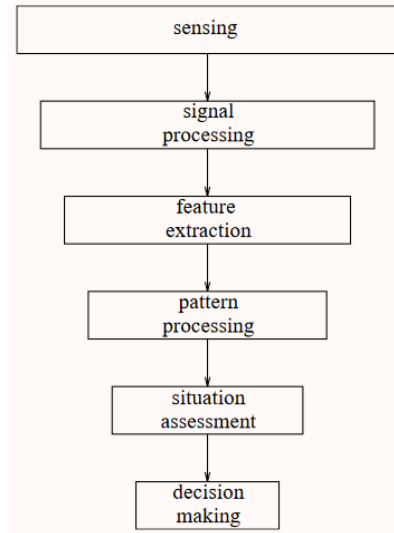 sensing
signal
processing
feature
extraction
pattern
processing
situation
assessment
decision
making